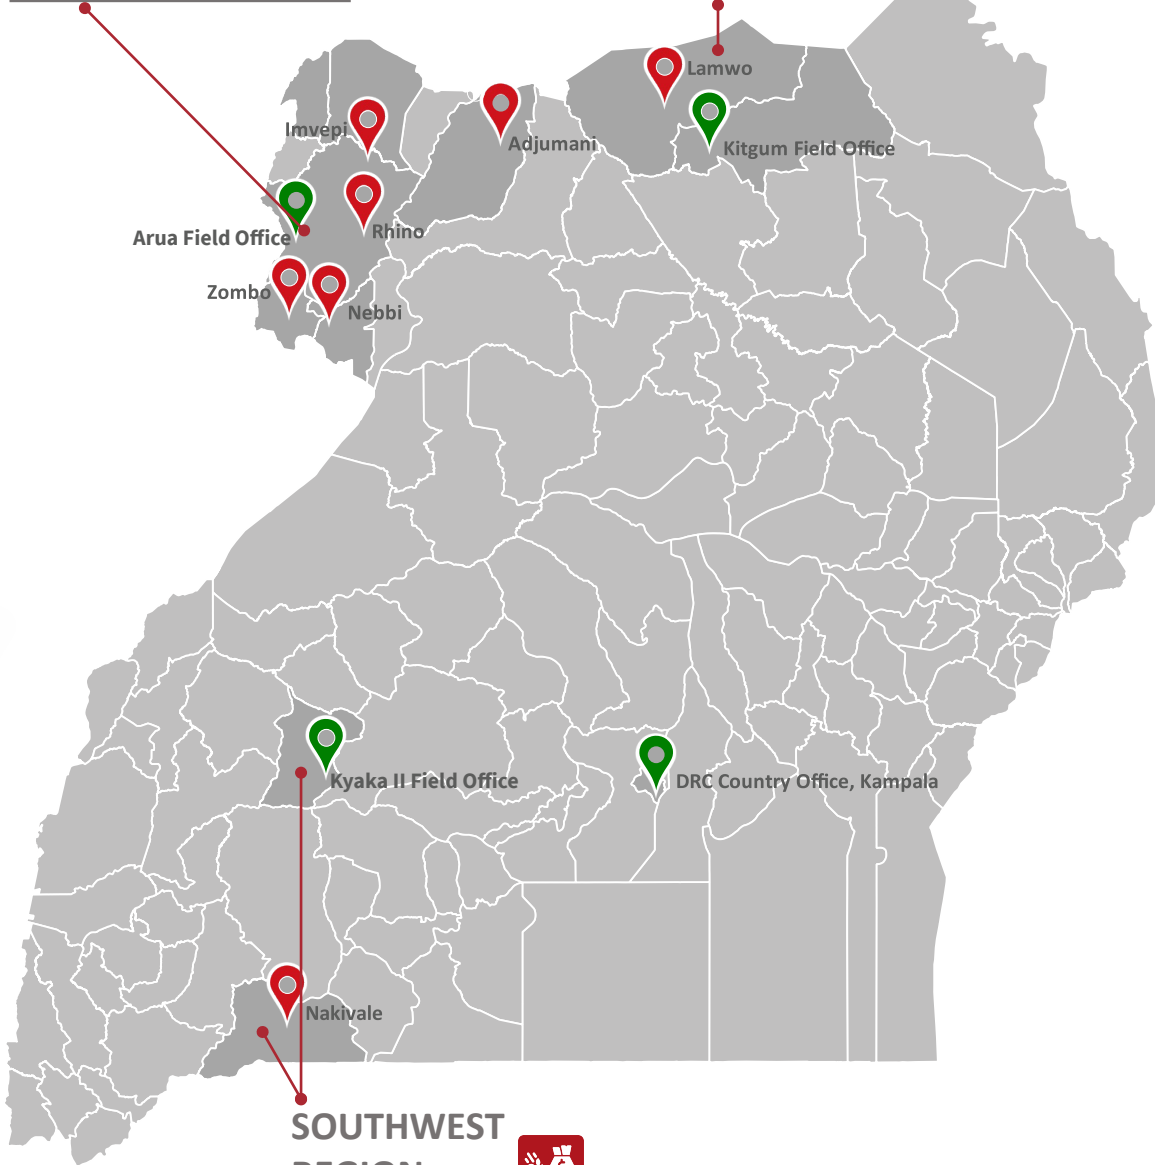 Lamwo
Imvepi
Adjumani
Kitgum Field Office
Rhino
Arua Field Office
Zombo
Nebbi
Kyaka II Field Office
DRC Country Office, Kampala
Nakivale
SOUTHWEST
REGION